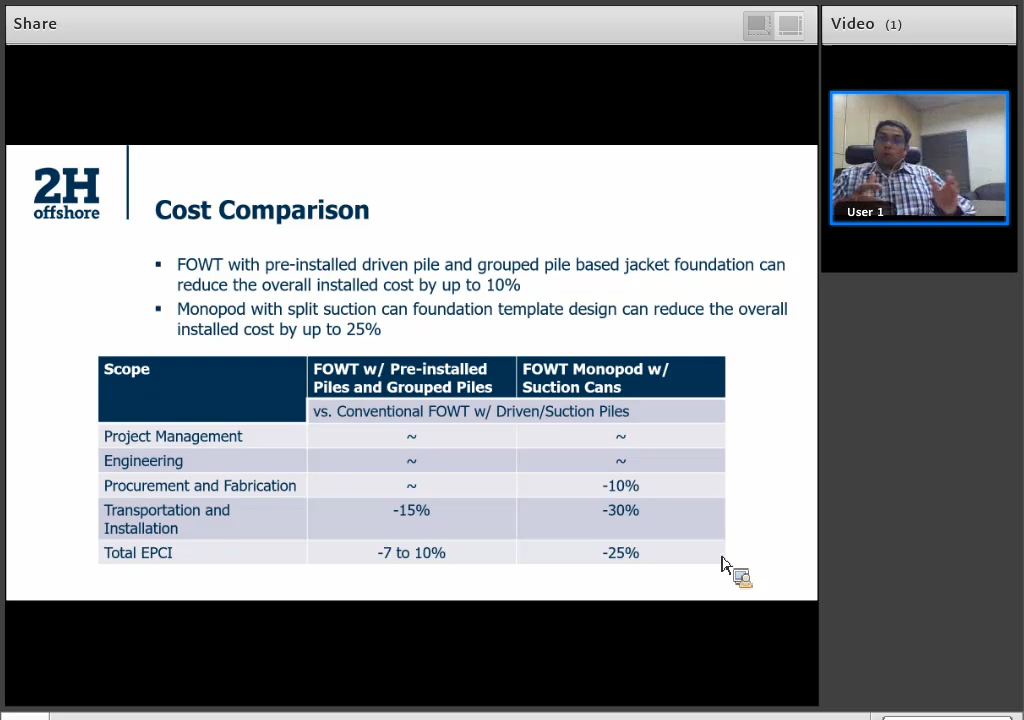 Share
Video (1)
User 1
2H
offshore
Cost Comparison
▪ FOWT with pre-installed driven pile and grouped pile based jacket foundation can
reduce the overall installed cost by up to 10%
▪ Monopod with split suction can foundation template design can reduce the overall
installed cost by up to 25%
Scope
FOWT w/ Pre-installed
Piles and Grouped Piles
FOWT Monopod w/
Suction Cans
vs. Conventional FOWT w/ Driven/Suction Piles
Project Management ~ ~
Engineering ~ ~
Procurement and Fabrication ~ -10%
Transportation and
Installation -15% -30%
Total EPCI -7 to 10% -25%